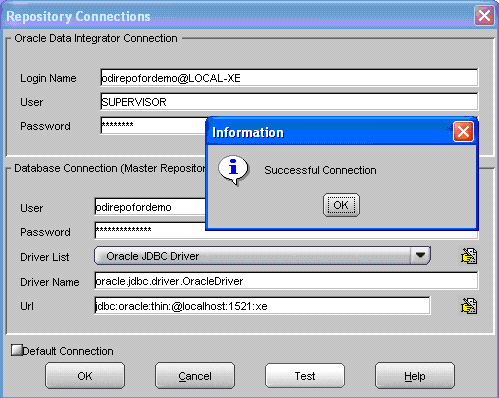 Repository Connections
Oracle Data Integrator Connection
Login Name odirepofordemo@LOCAL-XE
User SUPERVISOR
Password ********
Information
Successful Connection
OK
Database Connection (Master Reposito
User odirepofordemo
Password **************
Driver List Oracle JDBC Driver
Driver Name oracle.jdbc.driver.OracleDriver
Url jdbc:oracle:thin:@localhost:1521:xe
Default Connection
OK Cancel Test Help